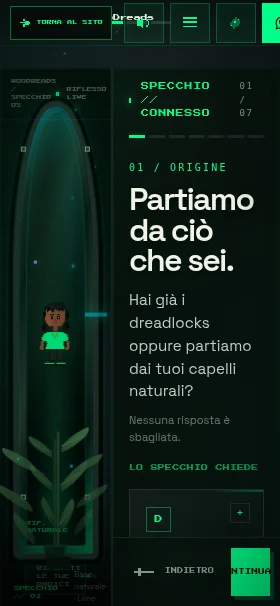 TORNA AL SITO
Dreads
WOODREADS
/
SPECCHIO
OS
RIFLESSO
LIVE
SPECCHIO
//
CONNESSO
01
/
07
01 / ORIGINE
Partiamo
da ciò
che sei.
Hai già i
dreadlocks
oppure partiamo
dai tuoi capelli
naturali?
Nessuna risposta è
sbagliata.
LO SPECCHIO CHIEDE
D
+
NATURALE
SPECCHIO
// 01
INDIETRO
NTINUA